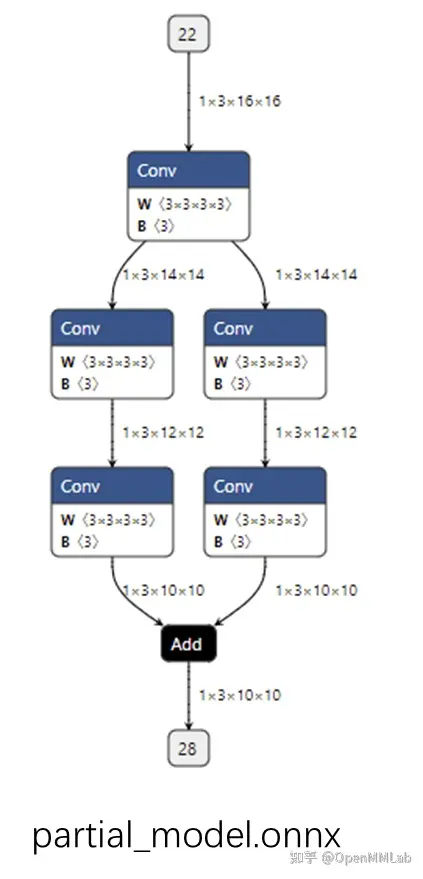 22
1×3×16×16
Conv
W 〈3×3×3×3〉
B 〈3〉
1×3×14×14 1×3×14×14
Conv Conv
W 〈3×3×3×3〉 W 〈3×3×3×3〉
B 〈3〉 B 〈3〉
1×3×12×12 1×3×12×12
Conv Conv
W 〈3×3×3×3〉 W 〈3×3×3×3〉
B 〈3〉 B 〈3〉
1×3×10×10 1×3×10×10
Add
1×3×10×10
28
partial_model.onnx
知乎 @OpenMMLab